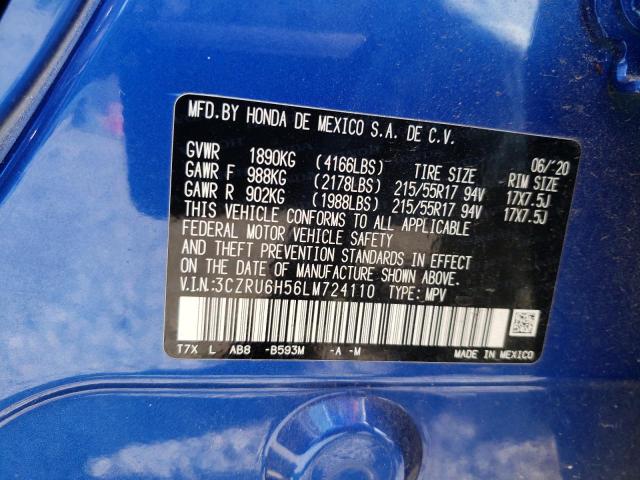 MFD.BY HONDA DE MEXICO S.A. DE C.V.
06/'20
GVWR 1890KG (4166LBS) TIRE SIZE RIM SIZE
GAWR F 988KG (2178LBS) 215/55R17 94V 17X7.5J
GAWR R 902KG (1988LBS) 215/55R17 94V 17X7.5J
THIS VEHICLE CONFORMS TO ALL APPLICABLE
FEDERAL MOTOR VEHICLE SAFETY
AND THEFT PREVENTION STANDARDS IN EFFECT
ON THE DATE OF MANUFACTURE SHOWN ABOVE.
V.I.N:3CZRU6H56LM724110 TYPE: MPV
T7X L AB8 -B593M -A -M MADE IN MEXICO